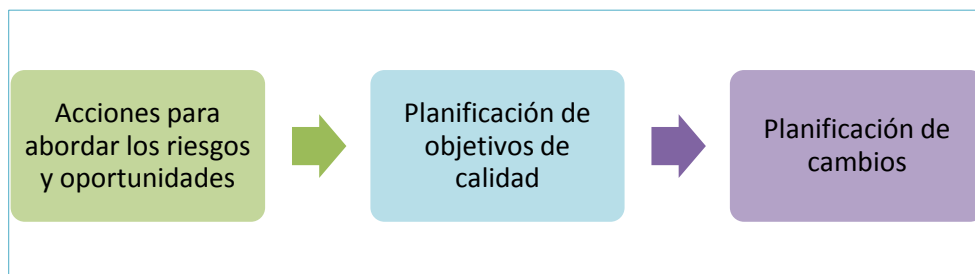 Acciones para
abordar los riesgos
y oportunidades
Planificación de
objetivos de
calidad
Planificación de
cambios